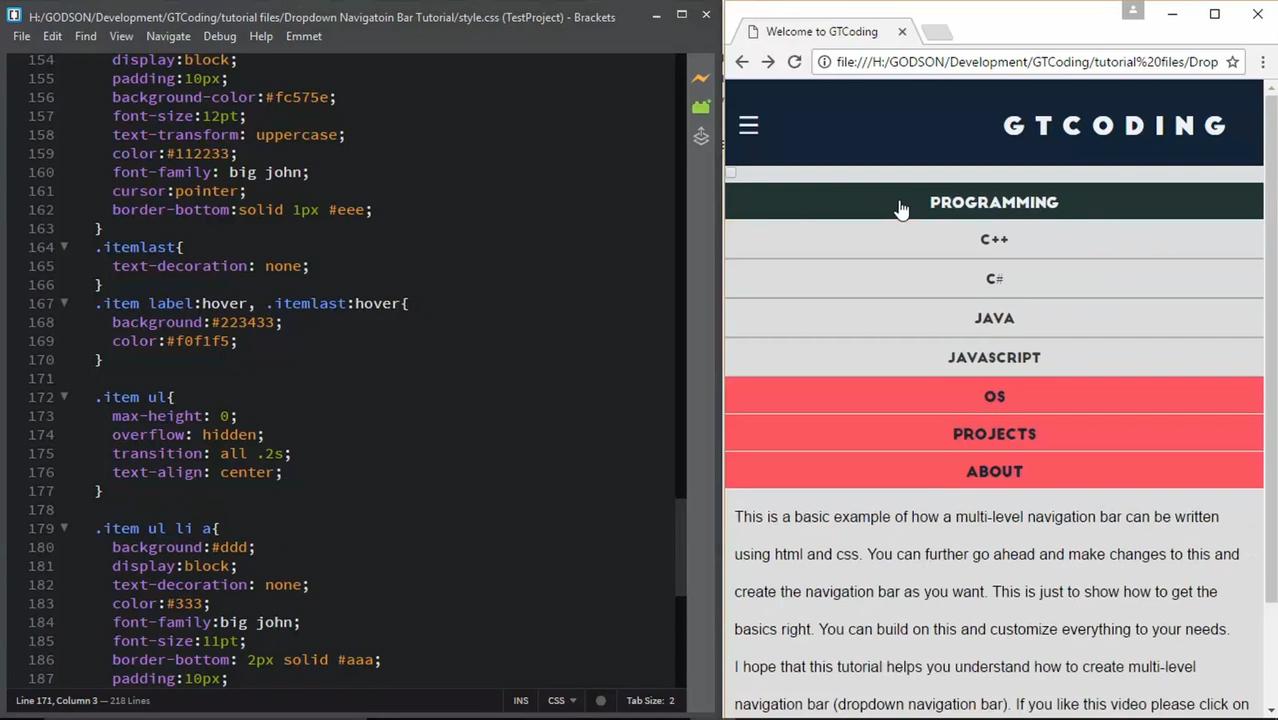 H:/GODSON/Development/GTCoding/tutorial files/Dropdown Navigatoin Bar Tutorial/style.css (TestProject) - Brackets
File Edit Find View Navigate Debug Help Emmet
154 display:block;
155 padding:10px;
156 background-color:#fc575e;
157 font-size:12pt;
158 text-transform: uppercase;
159 color:#112233;
160 font-family: big john;
161 cursor:pointer;
162 border-bottom:solid 1px #eee;
163 }
164 .itemlast{
165 text-decoration: none;
166 }
167 .item label:hover, .itemlast:hover{
168 background:#223433;
169 color:#f0f1f5;
170 }
171
172 .item ul{
173 max-height: 0;
174 overflow: hidden;
175 transition: all .2s;
176 text-align: center;
177 }
178
179 .item ul li a{
180 background:#ddd;
181 display:block;
182 text-decoration: none;
183 color:#333;
184 font-family:big john;
185 font-size:11pt;
186 border-bottom: 2px solid #aaa;
187 padding:10px;
Line 171, Column 3 — 218 Lines
INS CSS Tab Size: 2
Welcome to GTCoding
file:///H:/GODSON/Development/GTCoding/tutorial%20files/Drop
GTCODING
PROGRAMMING
C++
C#
JAVA
JAVASCRIPT
OS
PROJECTS
ABOUT
This is a basic example of how a multi-level navigation bar can be written
using html and css. You can further go ahead and make changes to this and
create the navigation bar as you want. This is just to show how to get the
basics right. You can build on this and customize everything to your needs.
I hope that this tutorial helps you understand how to create multi-level
navigation bar (dropdown navigation bar). If you like this video please click on